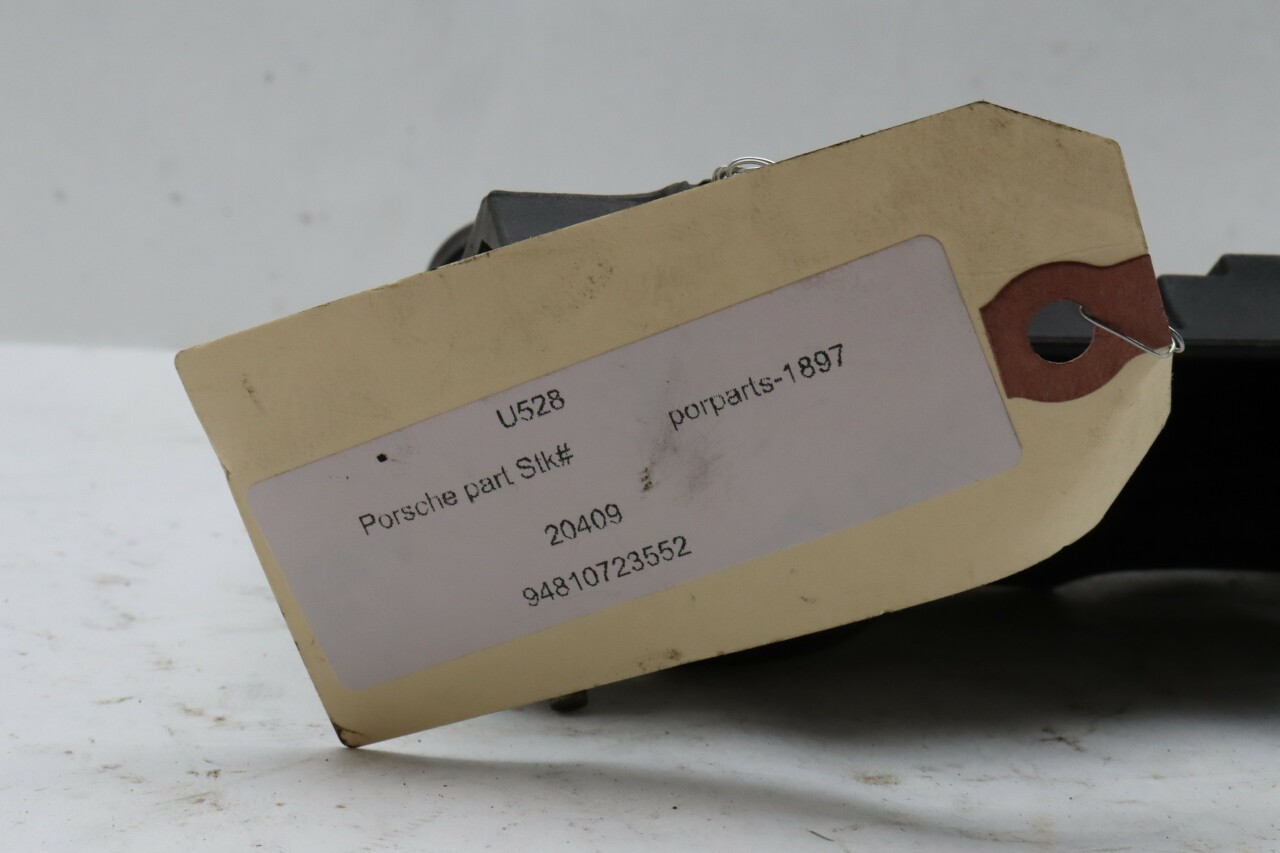 U528
porparts-1897
Porsche part Stk#
20409
94810723552